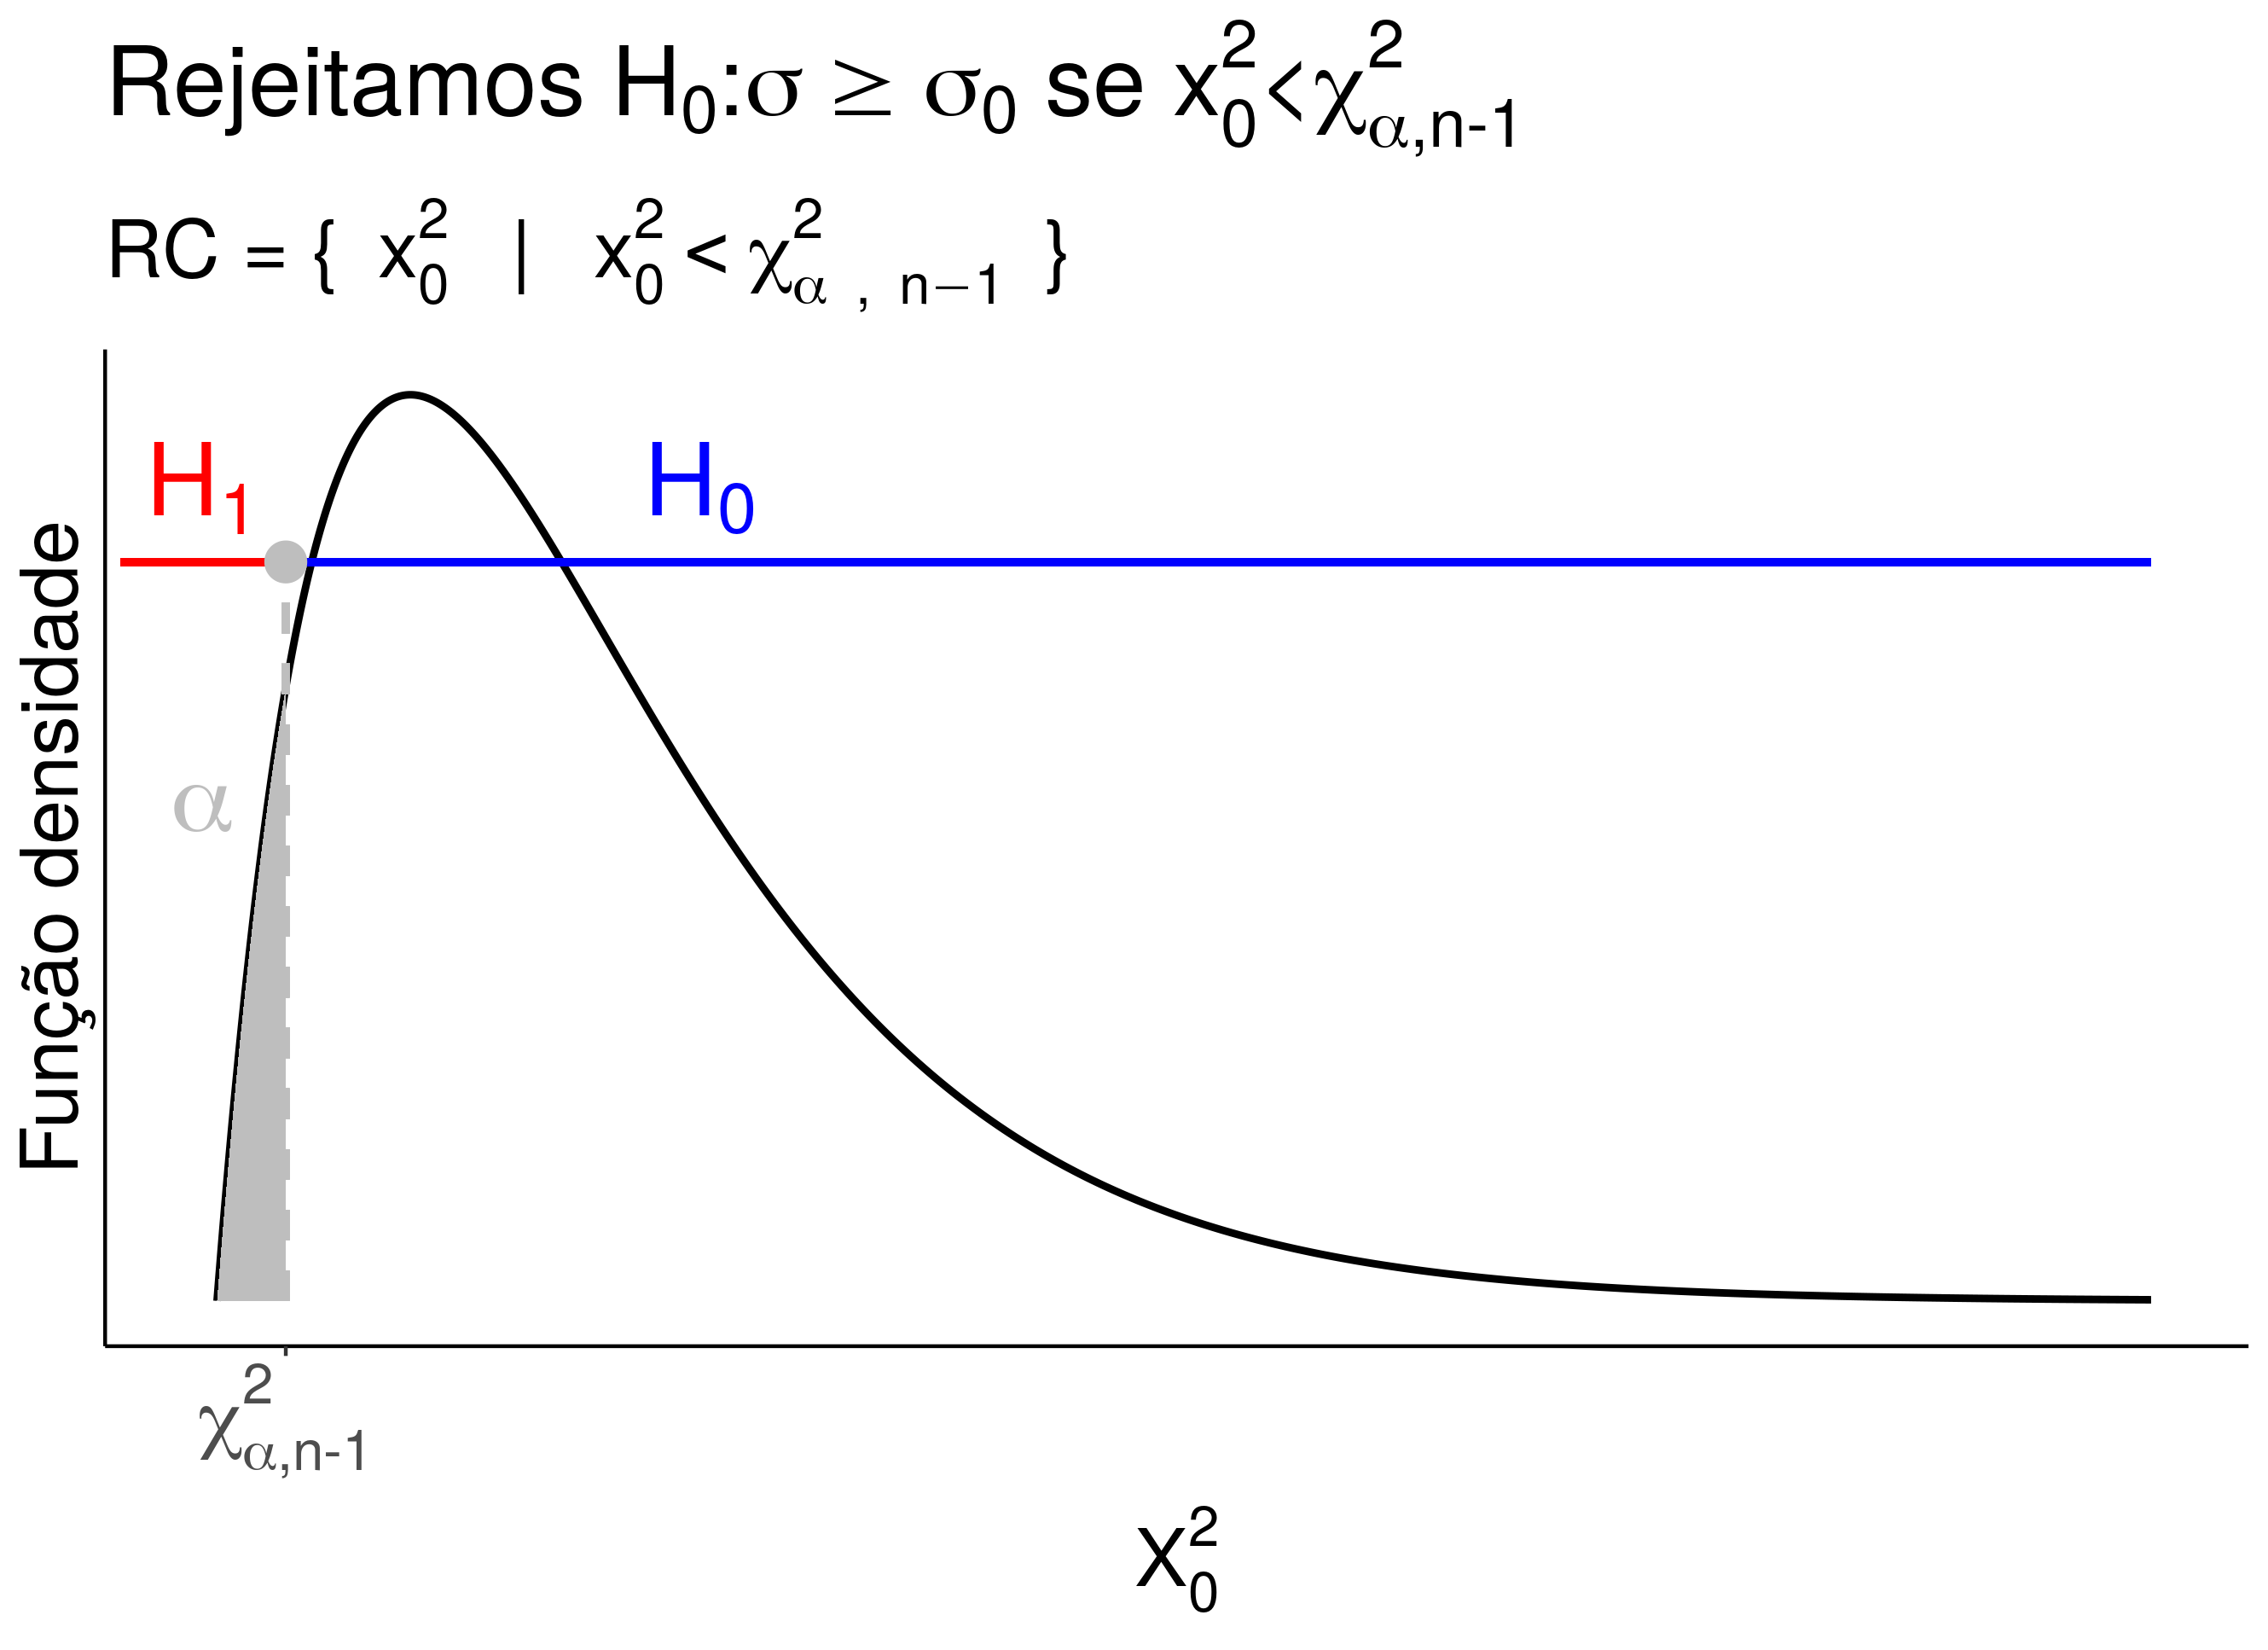 Rejeitamos H₀:σ ≥ σ₀ se x₀²<χ²α,n-1
RC = { x₀² | x₀² < χ²α , n−1 }
H₁
H₀
α
Função densidade
χ²α,n-1
X₀²